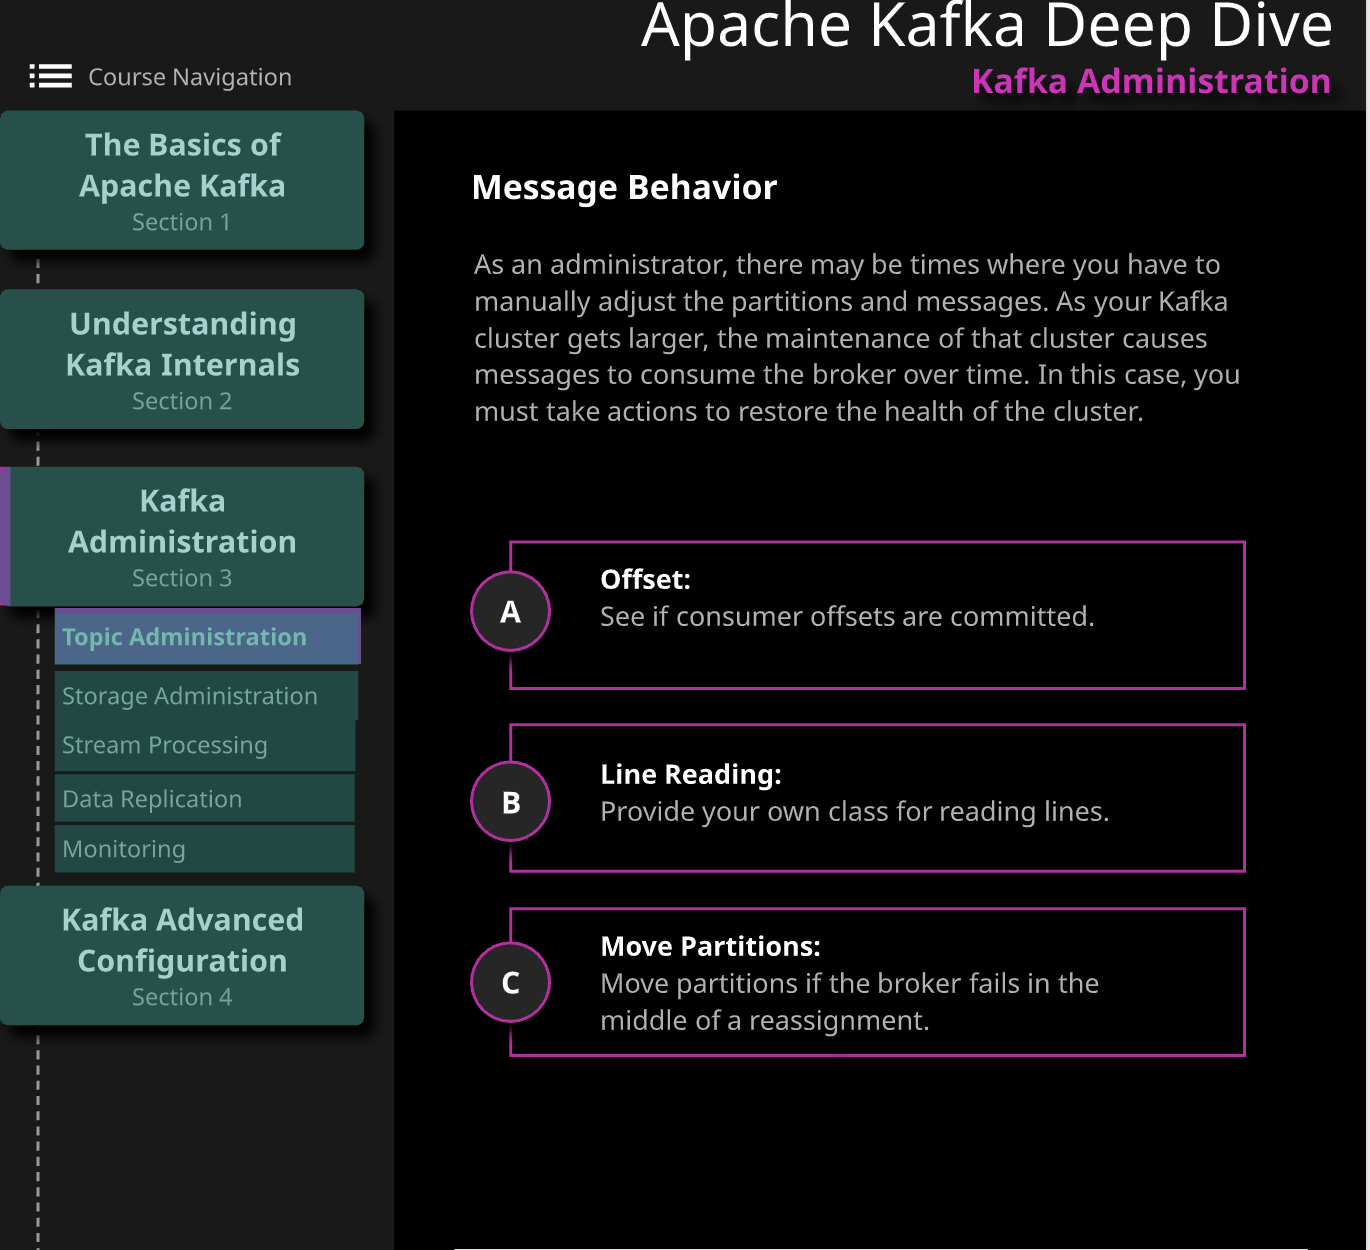 Apache Kafka Deep Dive
Course Navigation
Kafka Administration
The Basics of
Apache Kafka
Section 1
Understanding
Kafka Internals
Section 2
Kafka
Administration
Section 3
Topic Administration
Storage Administration
Stream Processing
Data Replication
Monitoring
Kafka Advanced
Configuration
Section 4
Message Behavior
As an administrator, there may be times where you have to
manually adjust the partitions and messages. As your Kafka
cluster gets larger, the maintenance of that cluster causes
messages to consume the broker over time. In this case, you
must take actions to restore the health of the cluster.
A
Offset:
See if consumer offsets are committed.
B
Line Reading:
Provide your own class for reading lines.
C
Move Partitions:
Move partitions if the broker fails in the
middle of a reassignment.